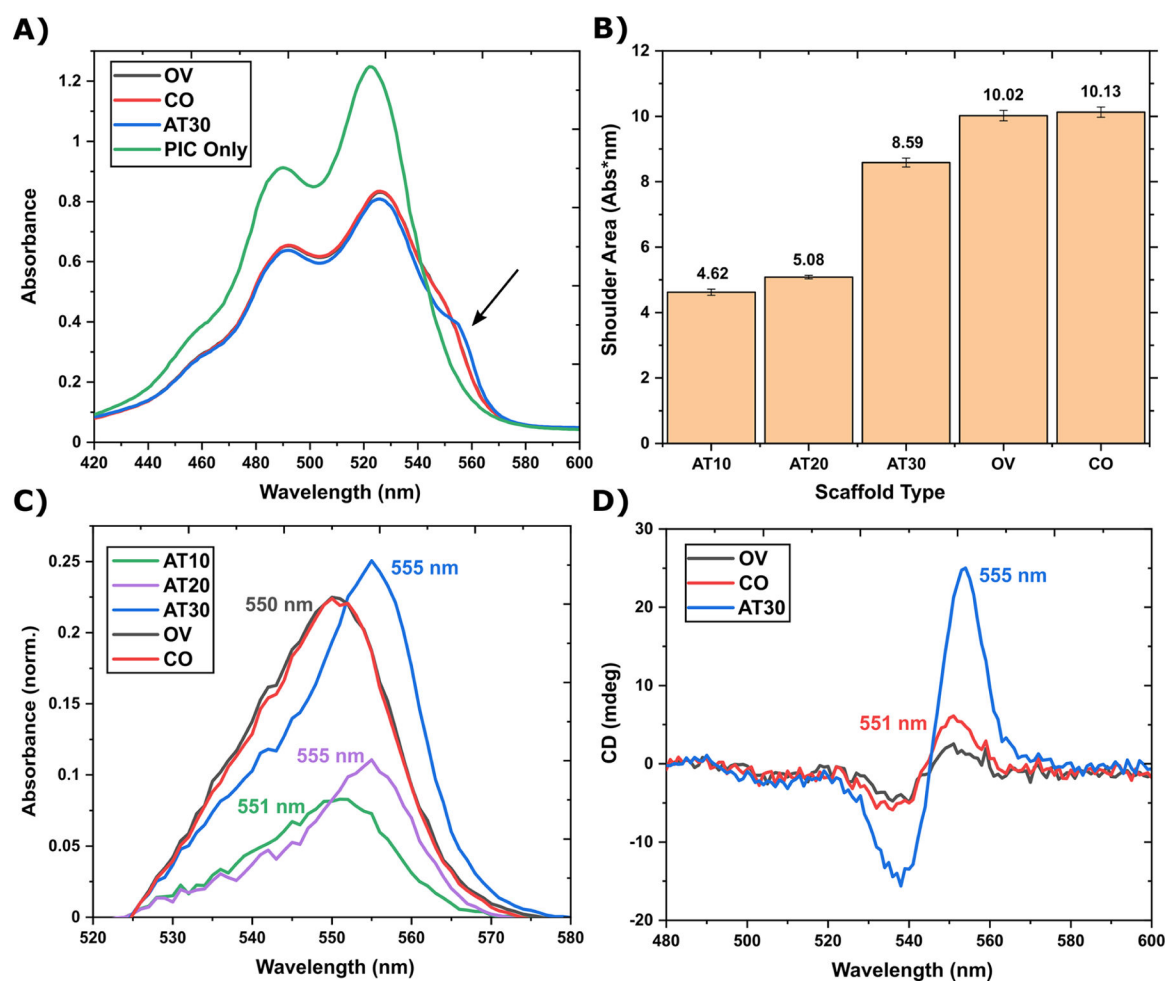 A)
OV
CO
AT30
PIC Only
1.2
1
0.8
0.6
0.4
0.2
0
Absorbance
420 440 460 480 500 520 540 560 580 600
Wavelength (nm)
B)
12
10
8
6
4
2
0
Shoulder Area (Abs*nm)
4.62
5.08
8.59
10.02
10.13
AT10 AT20 AT30 OV CO
Scaffold Type
C)
AT10
AT20
AT30
OV
CO
0.25
0.2
0.15
0.1
0.05
0
Absorbance (norm.)
555 nm
550 nm
555 nm
551 nm
520 530 540 550 560 570 580
Wavelength (nm)
D)
OV
CO
AT30
30
20
10
0
-10
-20
CD (mdeg)
555 nm
551 nm
480 500 520 540 560 580 600
Wavelength (nm)